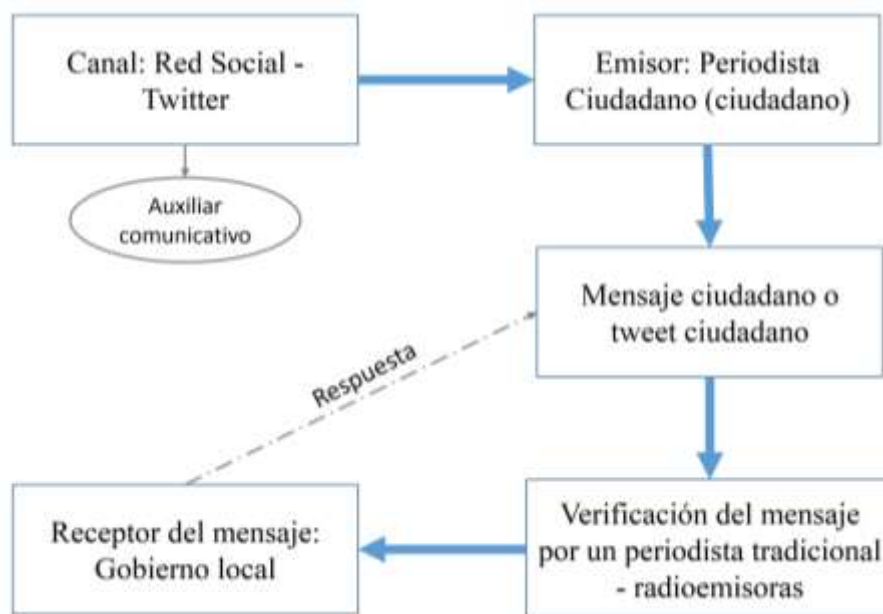 Canal: Red Social -
Twitter
Emisor: Periodista
Ciudadano (ciudadano)
Auxiliar
comunicativo
Mensaje ciudadano o
tweet ciudadano
Respuesta
Receptor del mensaje:
Gobierno local
Verificación del mensaje
por un periodista tradicional
- radioemisoras